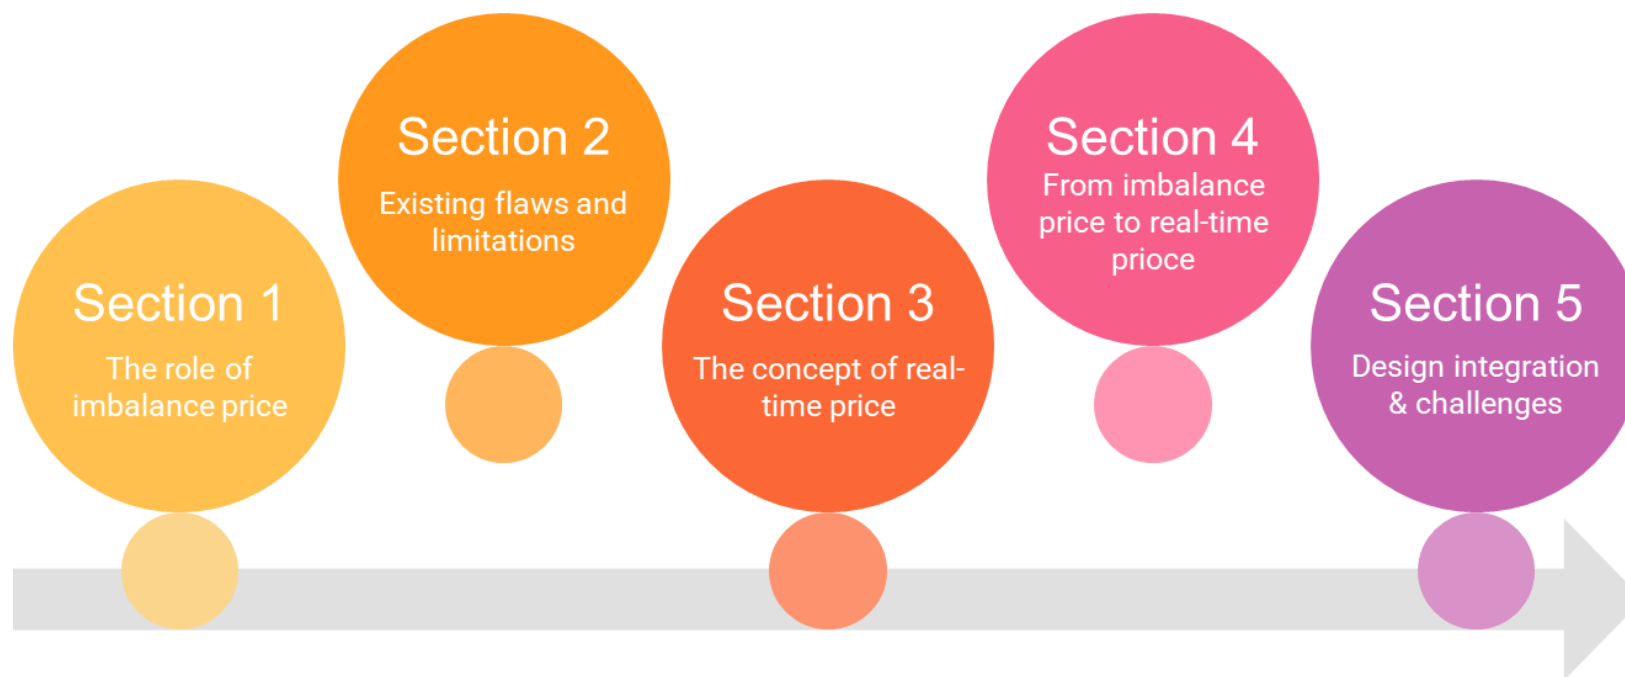 Section 1
The role of
imbalance price
Section 2
Existing flaws and
limitations
Section 3
The concept of real-
time price
Section 4
From imbalance
price to real-time
prioce
Section 5
Design integration
& challenges